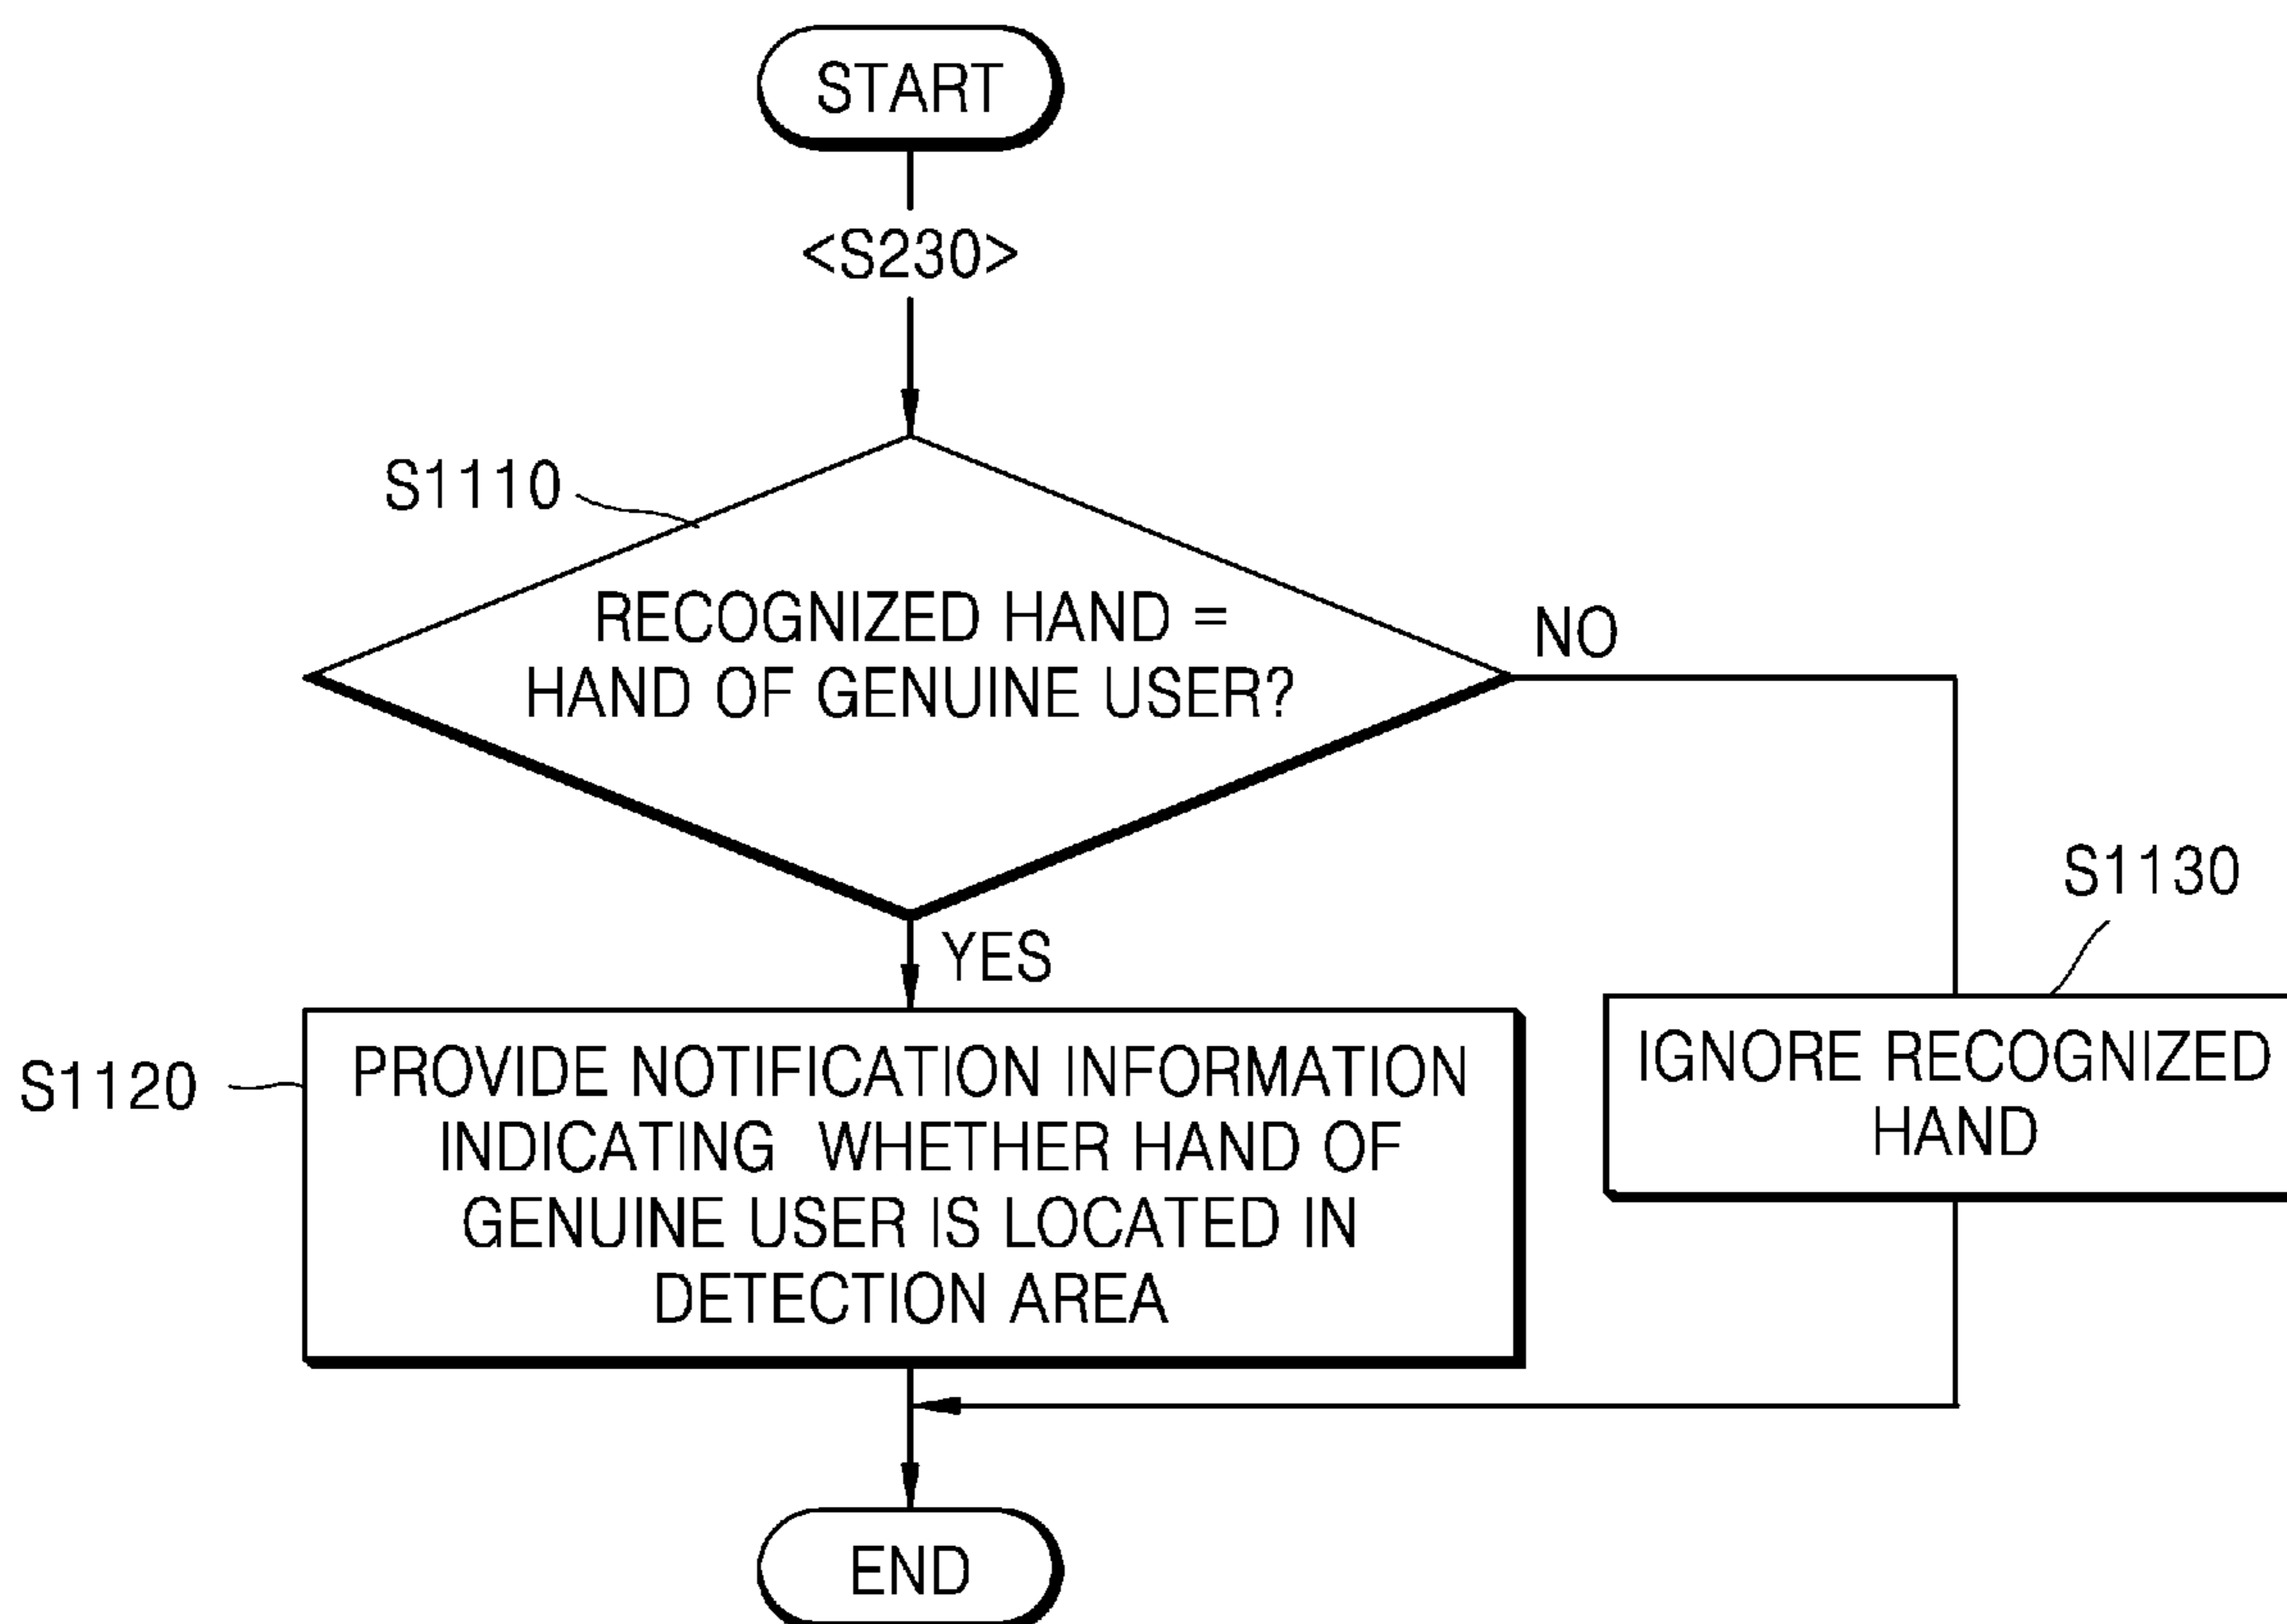 START
<S230>
S1110
RECOGNIZED HAND =
HAND OF GENUINE USER?
NO
YES
S1120
PROVIDE NOTIFICATION INFORMATION
INDICATING WHETHER HAND OF
GENUINE USER IS LOCATED IN
DETECTION AREA
S1130
IGNORE RECOGNIZED
HAND
END